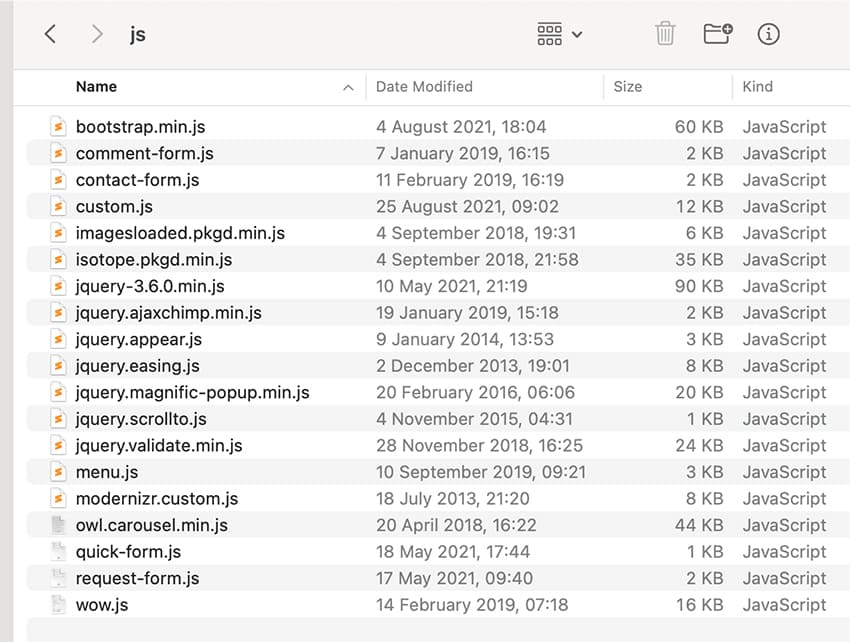 js
Name Date Modified Size Kind
bootstrap.min.js 4 August 2021, 18:04 60 KB JavaScript
comment-form.js 7 January 2019, 16:15 2 KB JavaScript
contact-form.js 11 February 2019, 16:19 2 KB JavaScript
custom.js 25 August 2021, 09:02 12 KB JavaScript
imagesloaded.pkgd.min.js 4 September 2018, 19:31 6 KB JavaScript
isotope.pkgd.min.js 4 September 2018, 21:58 35 KB JavaScript
jquery-3.6.0.min.js 10 May 2021, 21:19 90 KB JavaScript
jquery.ajaxchimp.min.js 19 January 2019, 15:18 2 KB JavaScript
jquery.appear.js 9 January 2014, 13:53 3 KB JavaScript
jquery.easing.js 2 December 2013, 19:01 8 KB JavaScript
jquery.magnific-popup.min.js 20 February 2016, 06:06 20 KB JavaScript
jquery.scrollto.js 4 November 2015, 04:31 1 KB JavaScript
jquery.validate.min.js 28 November 2018, 16:25 24 KB JavaScript
menu.js 10 September 2019, 09:21 3 KB JavaScript
modernizr.custom.js 18 July 2013, 21:20 8 KB JavaScript
owl.carousel.min.js 20 April 2018, 16:22 44 KB JavaScript
quick-form.js 18 May 2021, 17:44 1 KB JavaScript
request-form.js 17 May 2021, 09:40 2 KB JavaScript
wow.js 14 February 2019, 07:18 16 KB JavaScript